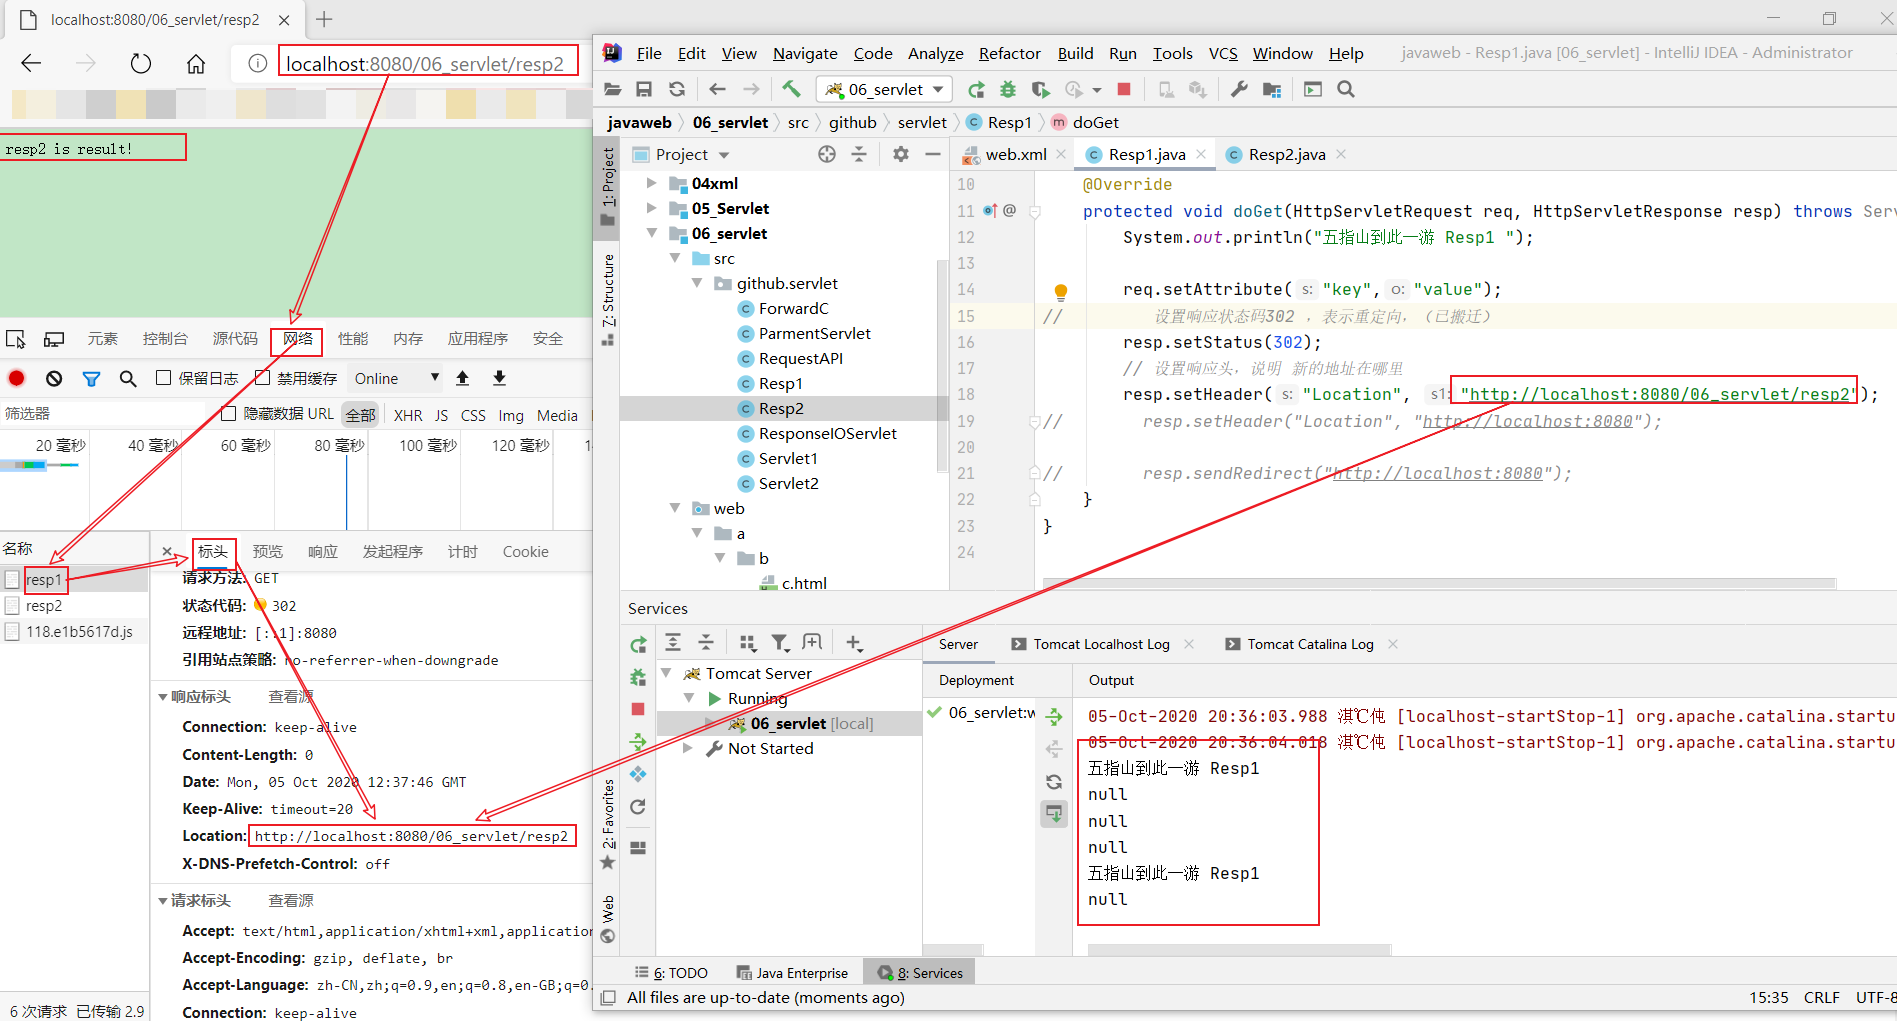 localhost:8080/06_servlet/resp2
localhost:8080/06_servlet/resp2
resp2 is result!
元素 控制台 源代码 网络 性能 内存 应用程序 安全
保留日志 禁用缓存 Online
筛选器 隐藏数据 URL 全部 XHR JS CSS Img Media
20 毫秒 40 毫秒 60 毫秒 80 毫秒 100 毫秒 120 毫秒
名称
resp1
resp2
118.e1b5617d.js
6 次请求 已传输 2.9
标头 预览 响应 发起程序 计时 Cookie
请求方法: GET
状态代码: 302
远程地址: [::1]:8080
引用站点策略: no-referrer-when-downgrade
响应标头 查看源
Connection: keep-alive
Content-Length: 0
Date: Mon, 05 Oct 2020 12:37:46 GMT
Keep-Alive: timeout=20
Location: http://localhost:8080/06_servlet/resp2
X-DNS-Prefetch-Control: off
请求标头 查看源
Accept: text/html,application/xhtml+xml,application
Accept-Encoding: gzip, deflate, br
Accept-Language: zh-CN,zh;q=0.9,en;q=0.8,en-GB;q=0.
Connection: keep-alive
File Edit View Navigate Code Analyze Refactor Build Run Tools VCS Window Help javaweb - Resp1.java [06_servlet] - IntelliJ IDEA - Administrator
06_servlet
javaweb 06_servlet src github servlet Resp1 doGet
1: Project
7: Structure
2: Favorites
Web
Project
04xml
05_Servlet
06_servlet
src
github.servlet
ForwardC
ParmentServlet
RequestAPI
Resp1
Resp2
ResponseIOServlet
Servlet1
Servlet2
web
a
b
c.html
web.xml Resp1.java Resp2.java
10 @Override
11 protected void doGet(HttpServletRequest req, HttpServletResponse resp) throws Serv
12 System.out.println("五指山到此一游 Resp1 ");
13
14 req.setAttribute( s: "key", o: "value");
15 // 设置响应状态码302 ，表示重定向，（已搬迁）
16 resp.setStatus(302);
17 // 设置响应头，说明 新的地址在哪里
18 resp.setHeader( s: "Location", s1: "http://localhost:8080/06_servlet/resp2");
19 // resp.setHeader("Location", "http://localhost:8080");
20
21 // resp.sendRedirect("http://localhost:8080");
22 }
23 }
24
Services
Tomcat Server
Running
06_servlet [local]
Not Started
Server Tomcat Localhost Log Tomcat Catalina Log
Deployment Output
06_servlet:w
05-Oct-2020 20:36:03.988 淇℃伅 [localhost-startStop-1] org.apache.catalina.startu
05-Oct-2020 20:36:04.018 淇℃伅 [localhost-startStop-1] org.apache.catalina.startu
五指山到此一游 Resp1
null
null
null
五指山到此一游 Resp1
null
6: TODO Java Enterprise 8: Services
All files are up-to-date (moments ago) 15:35 CRLF UTF-8